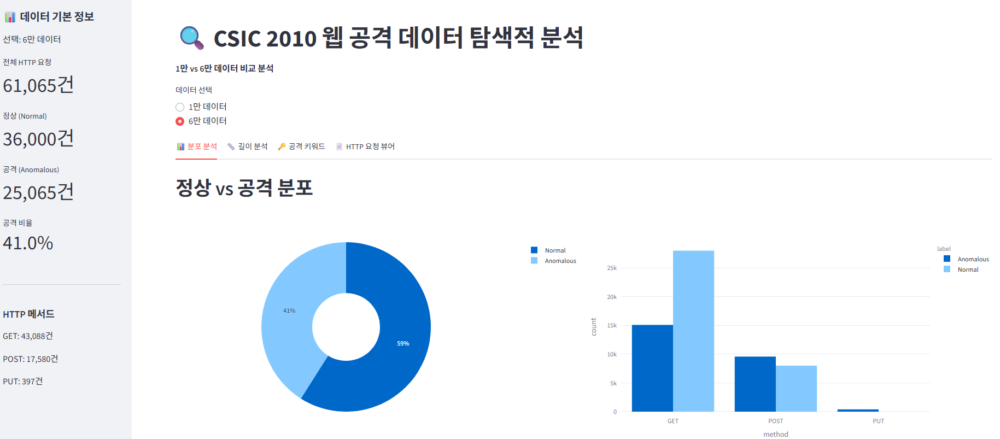 데이터 기본 정보
선택: 6만 데이터
전체 HTTP 요청
61,065건
정상 (Normal)
36,000건
공격 (Anomalous)
25,065건
공격 비율
41.0%
HTTP 메서드
GET: 43,088건
POST: 17,580건
PUT: 397건
CSIC 2010 웹 공격 데이터 탐색적 분석
1만 vs 6만 데이터 비교 분석
데이터 선택
1만 데이터
6만 데이터
분포 분석 길이 분석 공격 키워드 HTTP 요청 뷰어
정상 vs 공격 분포
41%
59%
Normal
Anomalous
label
Anomalous
Normal
count
25k
20k
15k
10k
5k
0
GET POST PUT
method